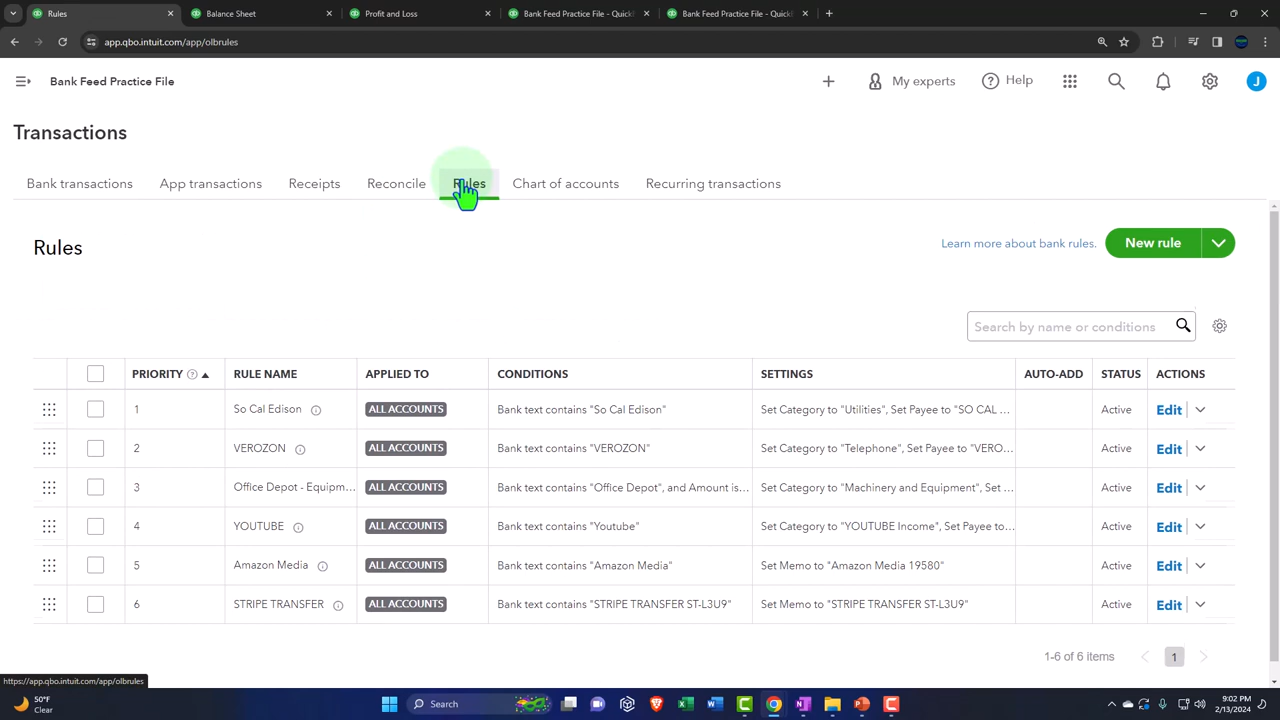 Rules
Balance Sheet
Profit and Loss
Bank Feed Practice File - Quick
Bank Feed Practice File - Quick
app.qbo.intuit.com/app/olbrules
Bank Feed Practice File
My experts
Help
J
Transactions
Bank transactions
App transactions
Receipts
Reconcile
Rules
Chart of accounts
Recurring transactions
Rules
Learn more about bank rules.
New rule
Search by name or conditions
PRIORITY RULE NAME APPLIED TO CONDITIONS SETTINGS AUTO-ADD STATUS ACTIONS
1 So Cal Edison ALL ACCOUNTS Bank text contains "So Cal Edison" Set Category to "Utilities", Set Payee to "SO CAL ... Active Edit
2 VEROZON ALL ACCOUNTS Bank text contains "VEROZON" Set Category to "Telephone", Set Payee to "VERO... Active Edit
3 Office Depot - Equipm... ALL ACCOUNTS Bank text contains "Office Depot", and Amount is... Set Category to "Machinery and Equipment", Set ... Active Edit
4 YOUTUBE ALL ACCOUNTS Bank text contains "Youtube" Set Category to "YOUTUBE Income", Set Payee to... Active Edit
5 Amazon Media ALL ACCOUNTS Bank text contains "Amazon Media" Set Memo to "Amazon Media 19580" Active Edit
6 STRIPE TRANSFER ALL ACCOUNTS Bank text contains "STRIPE TRANSFER ST-L3U9" Set Memo to "STRIPE TRANSFER ST-L3U9" Active Edit
1-6 of 6 items
1
https://app.qbo.intuit.com/app/olbrules
50°F
Clear
Search
9:02 PM
2/13/2024